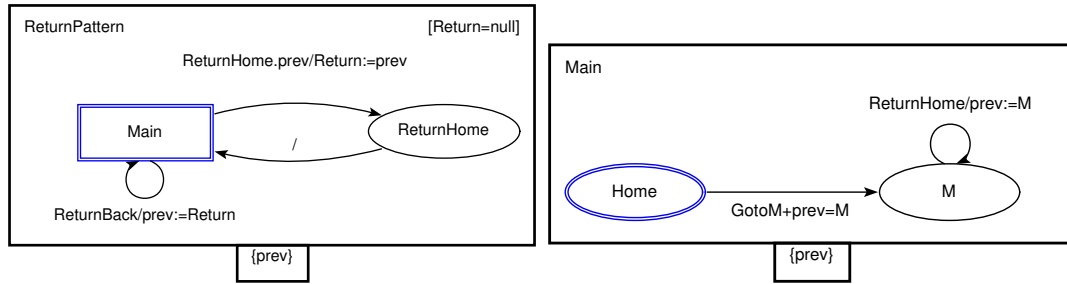 ReturnPattern [Return=null]
ReturnHome.prev/Return:=prev
Main
/
ReturnHome
ReturnBack/prev:=Return
{prev}
Main
ReturnHome/prev:=M
Home
M
GotoM+prev=M
{prev}